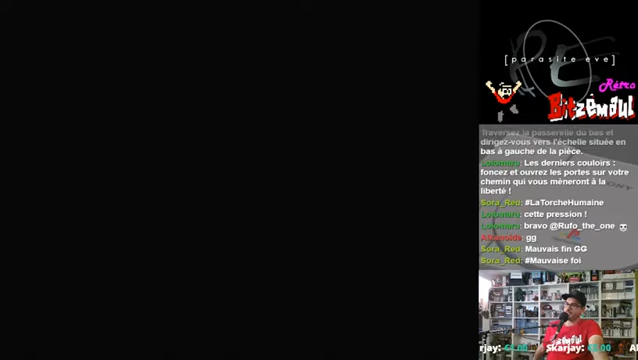 [parasite eve]
Rétro
Bitzemoul
Traversez la passerelle du bas et
dirigez-vous vers l'échelle située en
bas à gauche de la pièce.
Les derniers couloirs :
foncez et ouvrez les portes sur votre
chemin qui vous mèneront à la
liberté !
Sora_Red: #LaTorcheHumaine
cette pression !
bravo @Rufo_the_one
gg
Sora_Red: Mauvais fin GG
Sora_Red: #Mauvaise foi
rjay:
Skarjay: